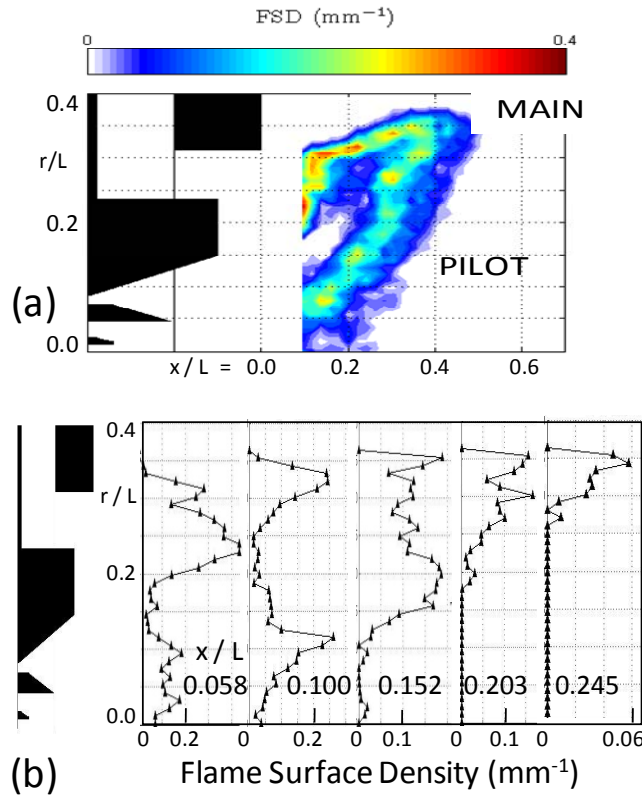 FSD (mm⁻¹)
0 0.4
0.4
MAIN
r/L
0.2
PILOT
(a)
0.0
x / L = 0.0 0.2 0.4 0.6
0.4
r / L
0.2
x / L
0.058 0.100 0.152 0.203 0.245
0.0
0 0.2 0 0.2 0 0.1 0 0.1 0 0.06
(b) Flame Surface Density (mm⁻¹)